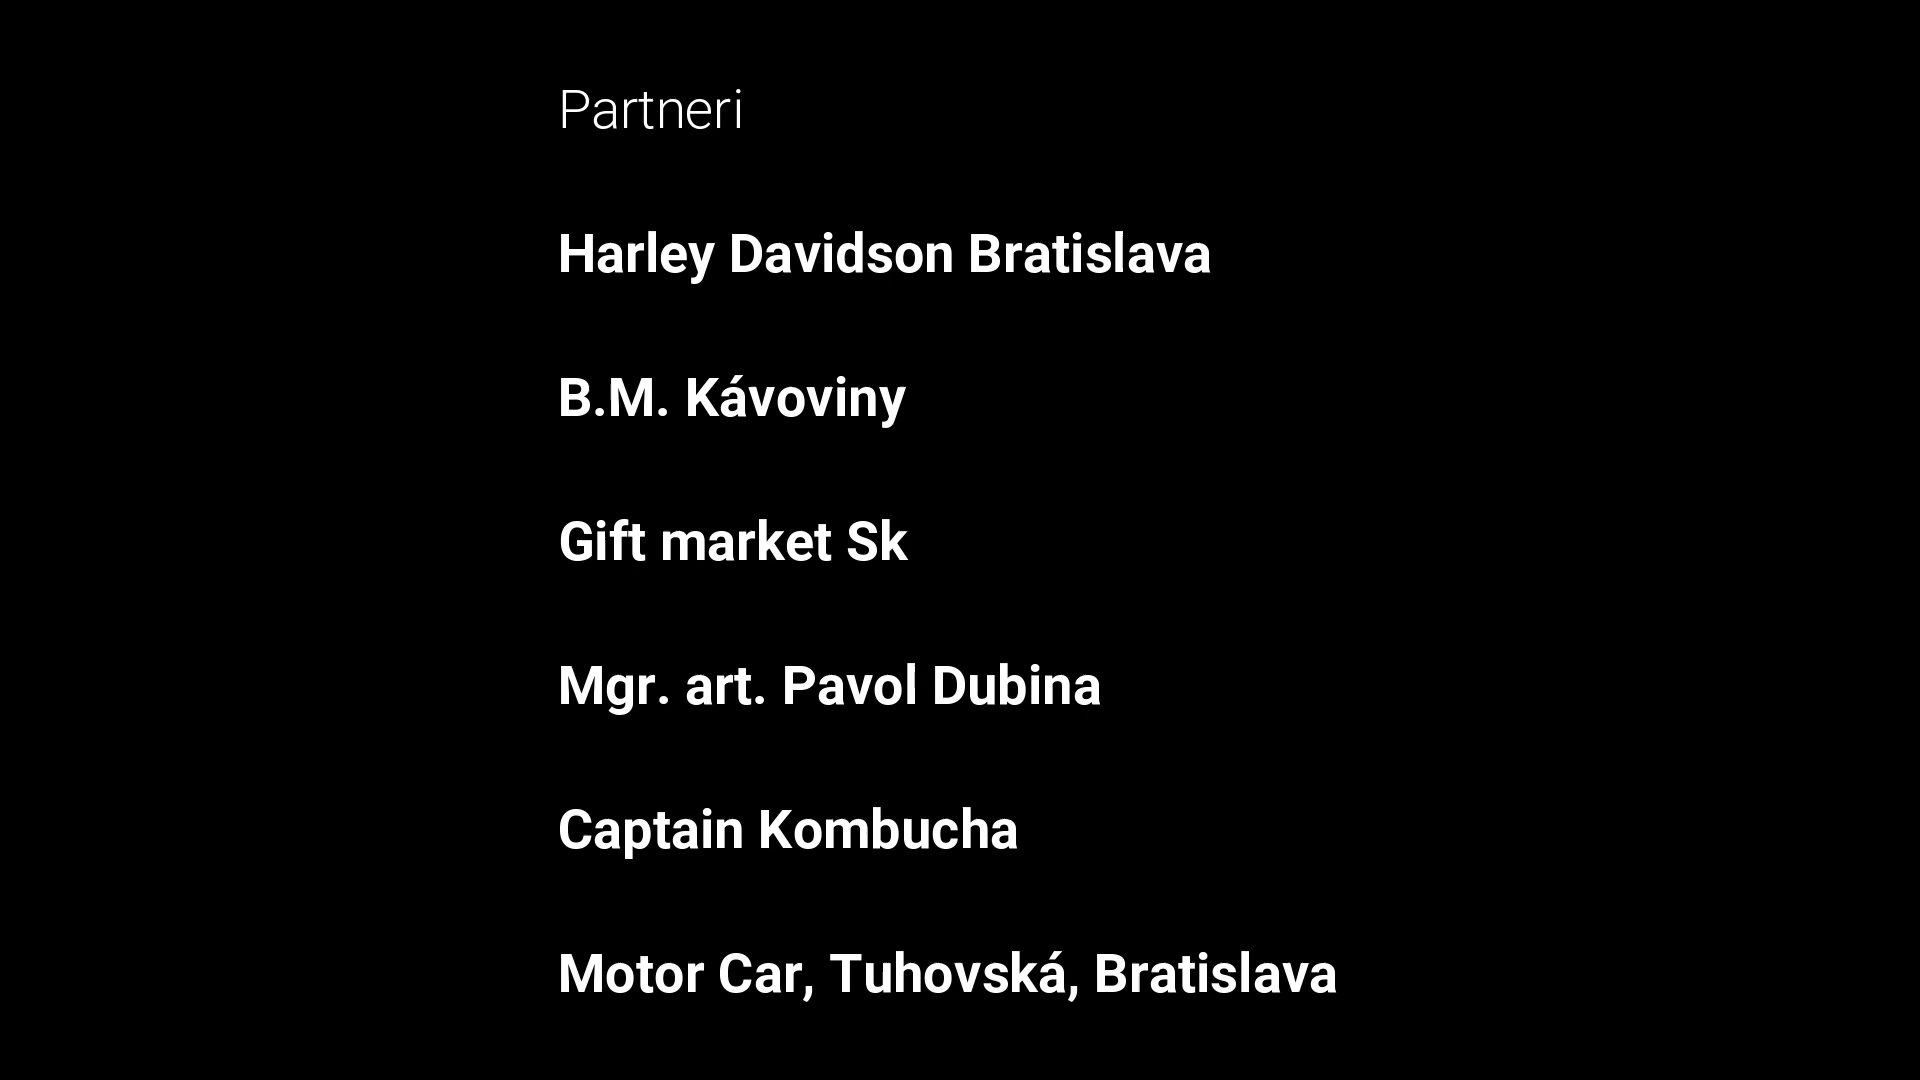 Partneri
Harley Davidson Bratislava
B.M. Kávoviny
Gift market Sk
Mgr. art. Pavol Dubina
Captain Kombucha
Motor Car, Tuhovská, Bratislava